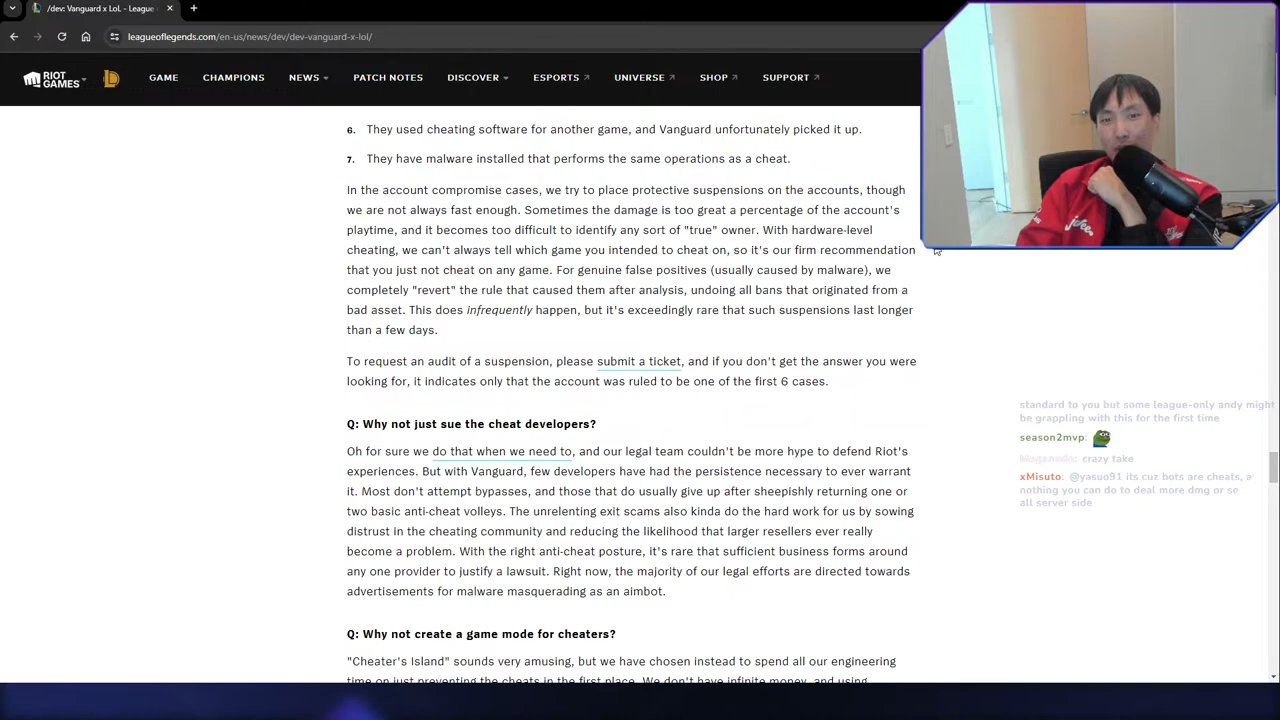 /dev: Vanguard x LoL - League o
leagueoflegends.com/en-us/news/dev/dev-vanguard-x-lol/
RIOT GAMES GAME CHAMPIONS NEWS PATCH NOTES DISCOVER ESPORTS UNIVERSE SHOP SUPPORT
6. They used cheating software for another game, and Vanguard unfortunately picked it up.
7. They have malware installed that performs the same operations as a cheat.
In the account compromise cases, we try to place protective suspensions on the accounts, though
we are not always fast enough. Sometimes the damage is too great a percentage of the account's
playtime, and it becomes too difficult to identify any sort of "true" owner. With hardware-level
cheating, we can't always tell which game you intended to cheat on, so it's our firm recommendation
that you just not cheat on any game. For genuine false positives (usually caused by malware), we
completely "revert" the rule that caused them after analysis, undoing all bans that originated from a
bad asset. This does infrequently happen, but it's exceedingly rare that such suspensions last longer
than a few days.
To request an audit of a suspension, please submit a ticket, and if you don't get the answer you were
looking for, it indicates only that the account was ruled to be one of the first 6 cases.
Q: Why not just sue the cheat developers?
Oh for sure we do that when we need to, and our legal team couldn't be more hype to defend Riot's
experiences. But with Vanguard, few developers have had the persistence necessary to ever warrant
it. Most don't attempt bypasses, and those that do usually give up after sheepishly returning one or
two basic anti-cheat volleys. The unrelenting exit scams also kinda do the hard work for us by sowing
distrust in the cheating community and reducing the likelihood that larger resellers ever really
become a problem. With the right anti-cheat posture, it's rare that sufficient business forms around
any one provider to justify a lawsuit. Right now, the majority of our legal efforts are directed towards
advertisements for malware masquerading as an aimbot.
Q: Why not create a game mode for cheaters?
"Cheater's Island" sounds very amusing, but we have chosen instead to spend all our engineering
time on just preventing the cheats in the first place. We don't have infinite money, and using
standard to you but some league-only andy might
be grappling with this for the first time
season2mvp:
crazy take
xMisuto: @yasuo91 its cuz bots are cheats, a
nothing you can do to deal more dmg or so
all server side